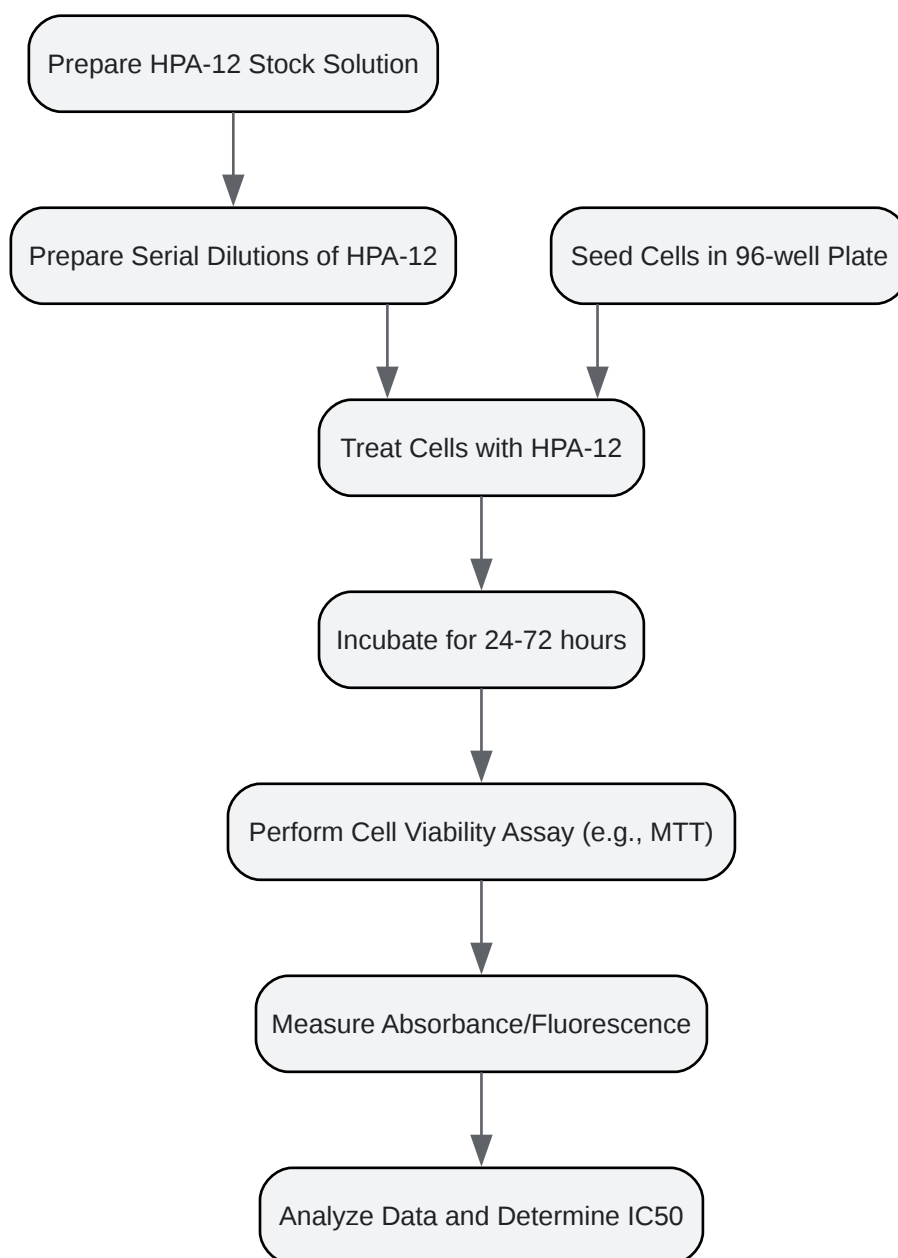 Prepare HPA-12 Stock Solution
Prepare Serial Dilutions of HPA-12
Seed Cells in 96-well Plate
Treat Cells with HPA-12
Incubate for 24-72 hours
Perform Cell Viability Assay (e.g., MTT)
Measure Absorbance/Fluorescence
Analyze Data and Determine IC50